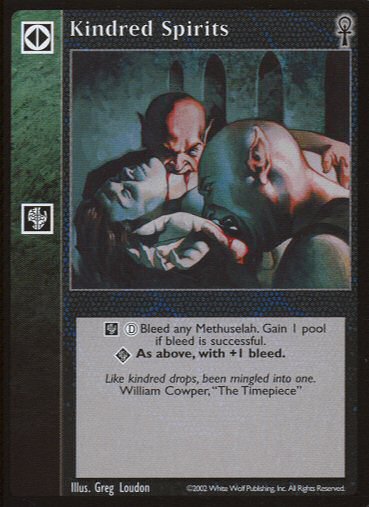 Kindred Spirits
D Bleed any Methuselah. Gain 1 pool
if bleed is successful.
As above, with +1 bleed.
Like kindred drops, been mingled into one.
William Cowper, "The Timepiece"
Illus. Greg Loudon
©2002 White Wolf Publishing, Inc. All Rights Reserved.